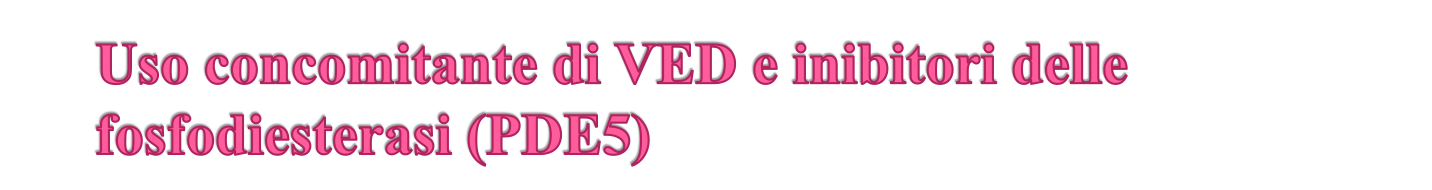 Uso concomitante di VED e inibitori delle
fosfodiesterasi (PDE5)